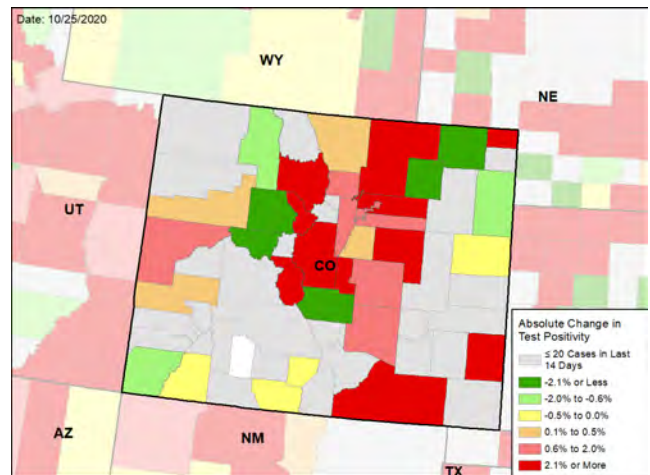 Date: 10/25/2020
WY
NE
UT
CO
AZ
NM
TX
Absolute Change in
Test Positivity
≤ 20 Cases in Last
14 Days
-2.1% or Less
-2.0% to -0.6%
-0.5% to 0.0%
0.1% to 0.5%
0.6% to 2.0%
2.1% or More